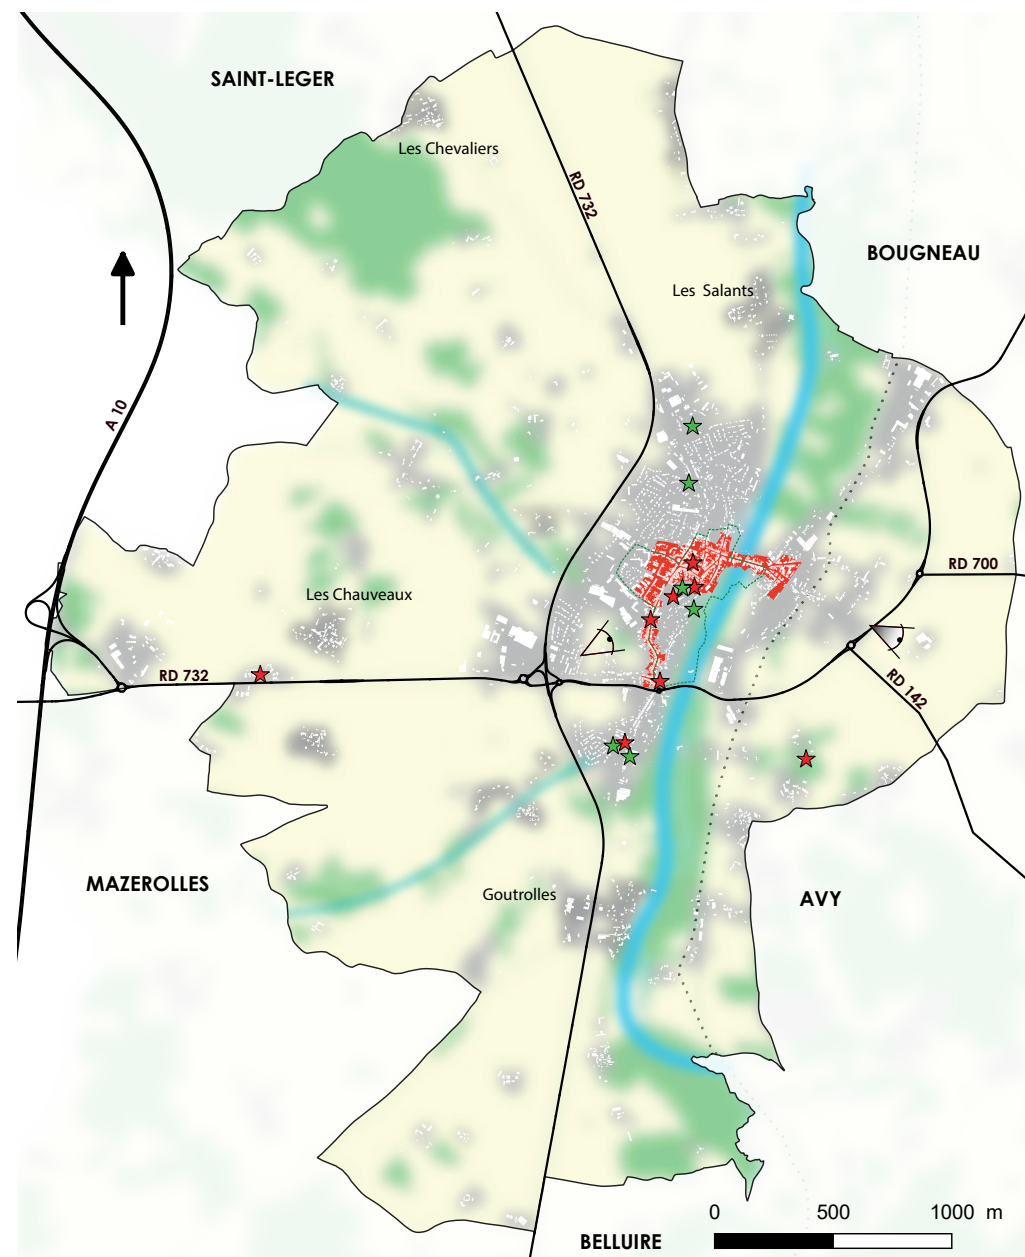 SAINT-LEGER
Les Chevaliers
RD 732
BOUGNEAU
Les Salants
A 10
RD 700
Les Chauveaux
RD 732
RD 142
MAZEROLLES
Goutrolles
AVY
0 500 1000 m
BELLUIRE